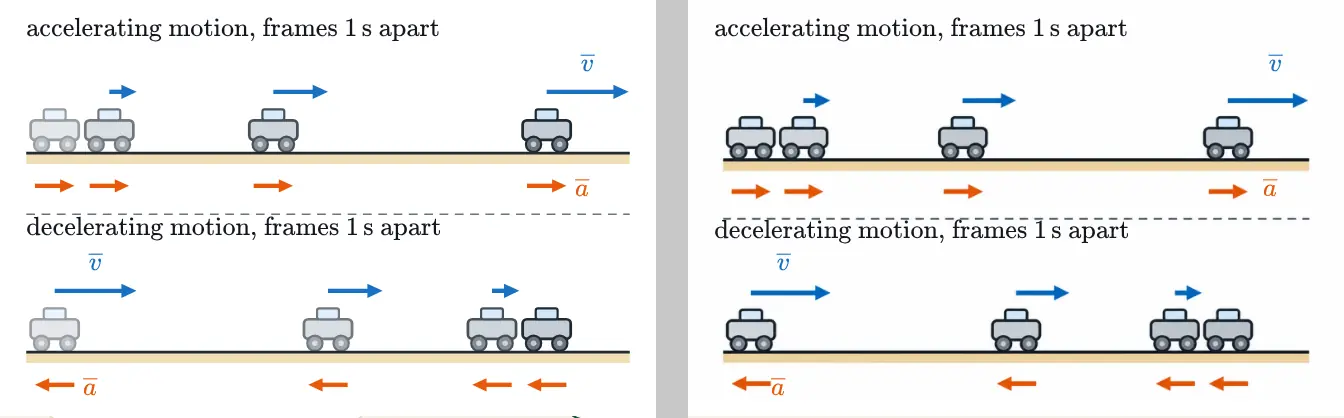 accelerating motion, frames 1 s apart
v̅
a̅
decelerating motion, frames 1 s apart
v̅
a̅
accelerating motion, frames 1 s apart
v̅
a̅
decelerating motion, frames 1 s apart
v̅
a̅